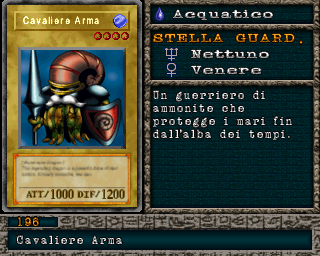 Cavaliere Arma
ATT/1000 DIF/1200
Acquatico
STELLA GUARD.
Nettuno
Venere
Un guerriero di
ammonite che
protegge i mari fin
dall'alba dei tempi.
196
Cavaliere Arma